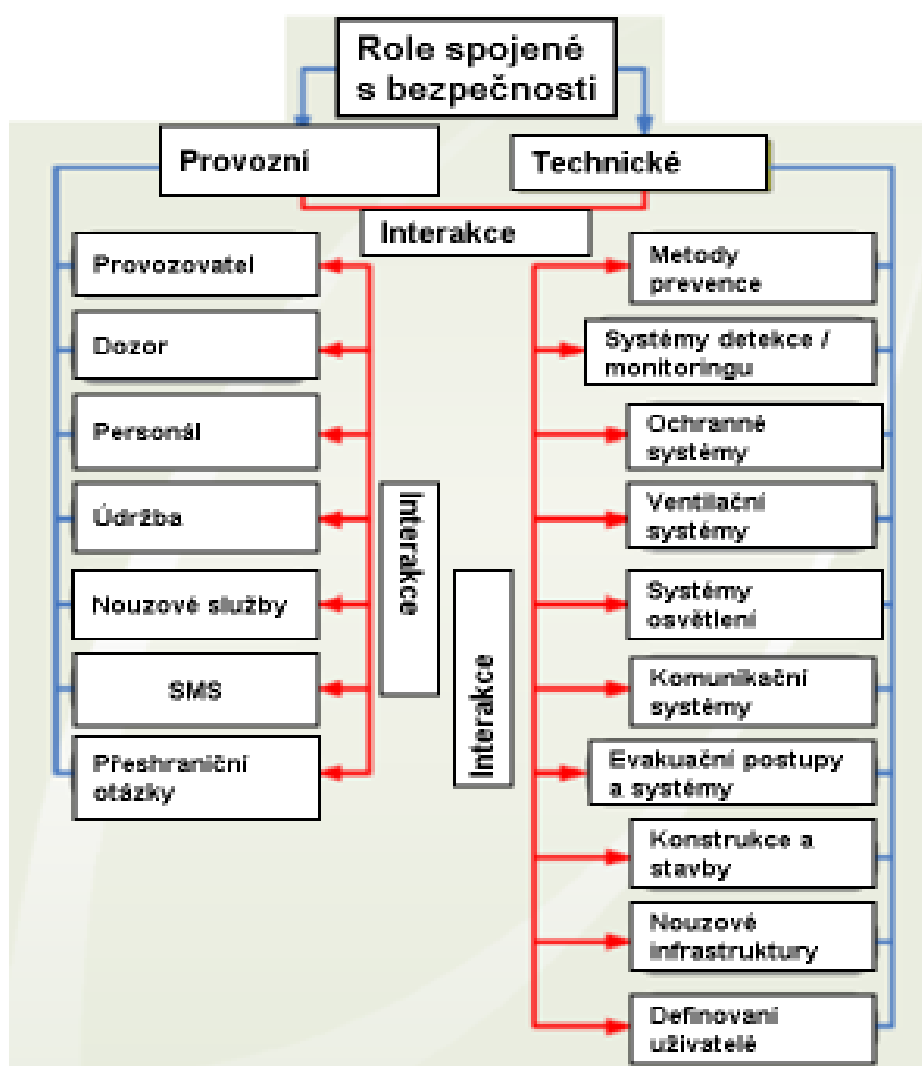 Role spojené
s bezpečnosti
Provozní
Technické
Interakce
Provozovatel
Dozor
Personál
Údržba
Nouzové služby
SMS
Přeshraniční
otázky
Interakce
Interakce
Metody
prevence
Systémy detekce /
monitoringu
Ochranné
systémy
Ventilační
systémy
Systémy
osvětlení
Komunikační
systémy
Evakuační postupy
a systémy
Konstrukce a
stavby
Nouzové
infrastruktury
Definovaní
uživatelé